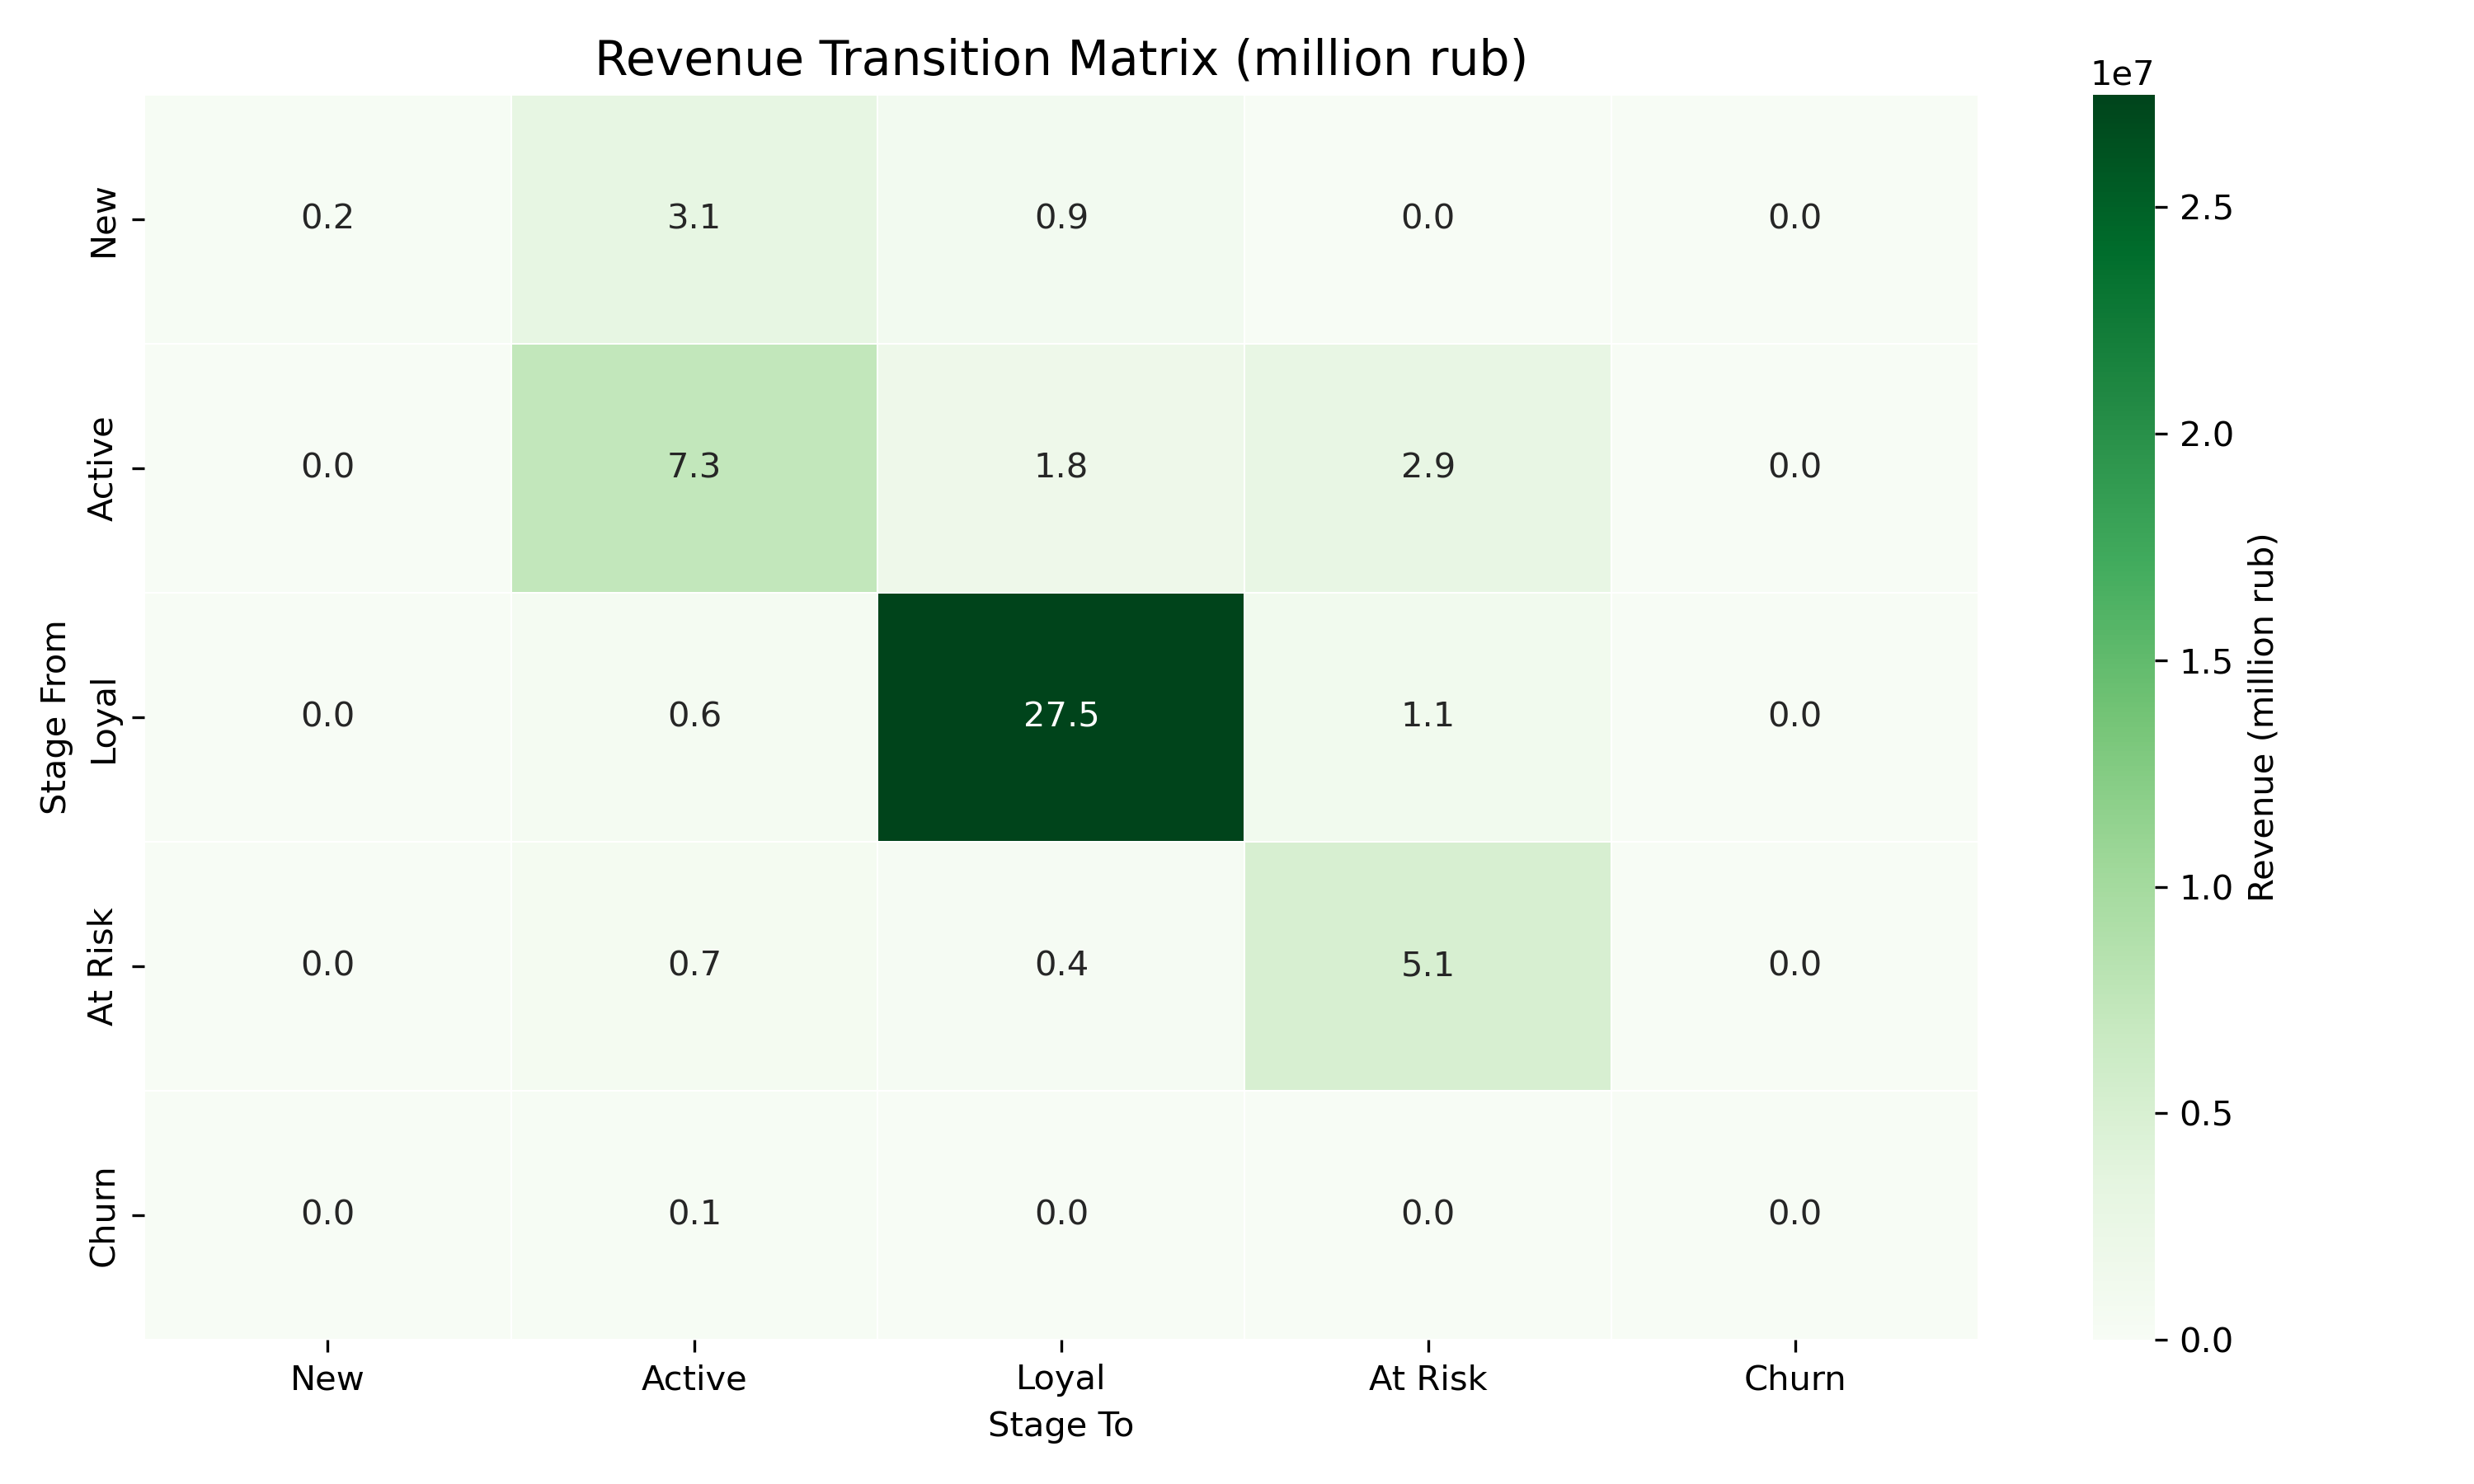 Revenue Transition Matrix (million rub)
1e7
New 0.2 3.1 0.9 0.0 0.0
Active 0.0 7.3 1.8 2.9 0.0
Loyal 0.0 0.6 27.5 1.1 0.0
At Risk 0.0 0.7 0.4 5.1 0.0
Churn 0.0 0.1 0.0 0.0 0.0
Stage From
New Active Loyal At Risk Churn
Stage To
2.5
2.0
1.5
1.0
0.5
0.0
Revenue (million rub)